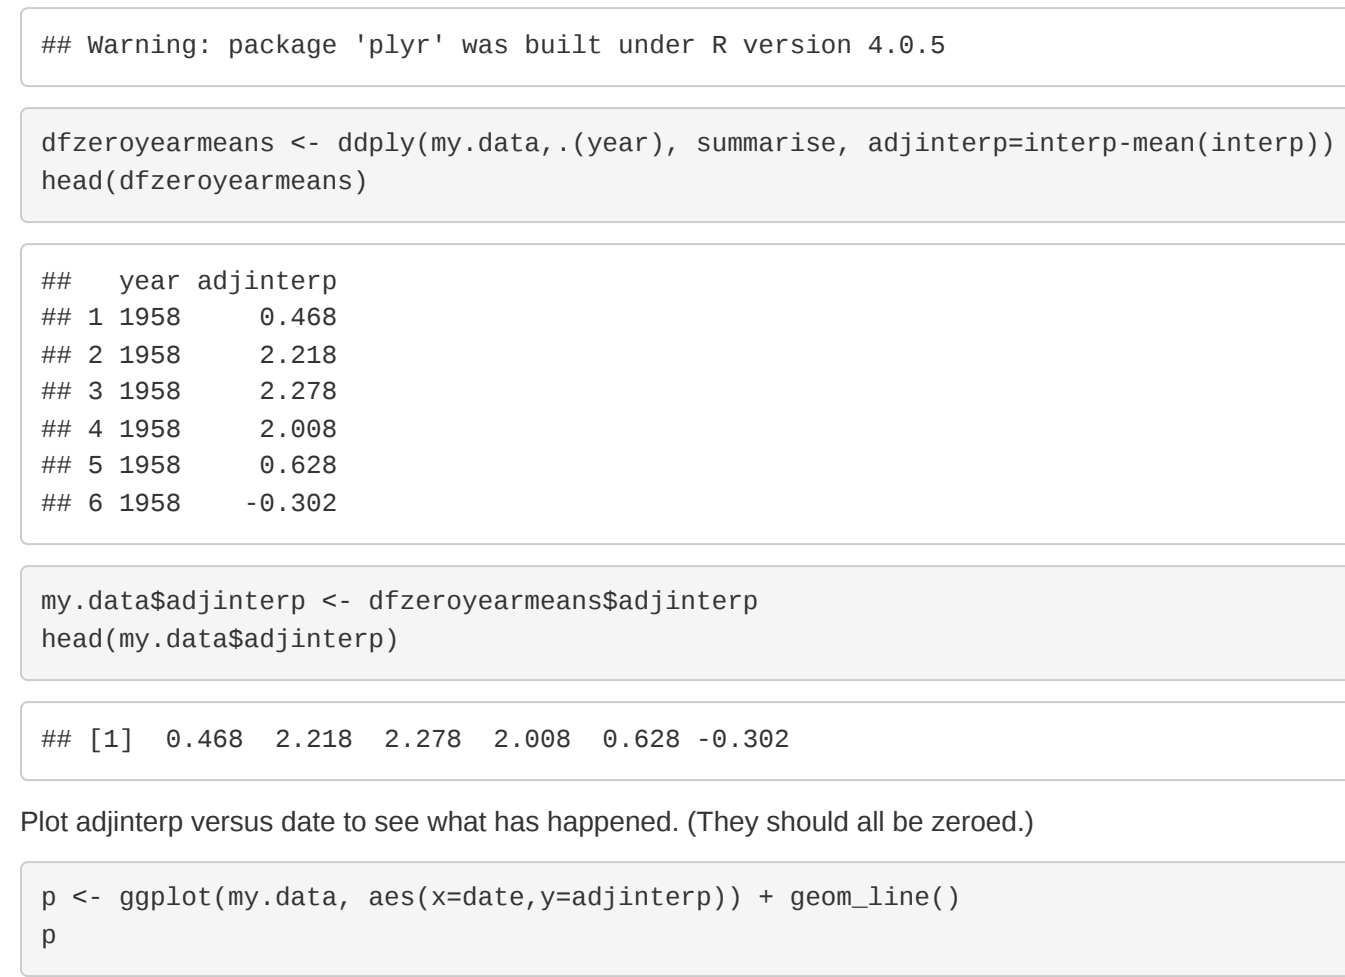 ## Warning: package 'plyr' was built under R version 4.0.5
dfzeroyearmeans <- ddply(my.data,.(year), summarise, adjinterp=interp-mean(interp))
head(dfzeroyearmeans)
##   year adjinterp
## 1 1958     0.468
## 2 1958     2.218
## 3 1958     2.278
## 4 1958     2.008
## 5 1958     0.628
## 6 1958    -0.302
my.data$adjinterp <- dfzeroyearmeans$adjinterp
head(my.data$adjinterp)
## [1]  0.468  2.218  2.278  2.008  0.628 -0.302
Plot adjinterp versus date to see what has happened. (They should all be zeroed.)
p <- ggplot(my.data, aes(x=date,y=adjinterp)) + geom_line()
p